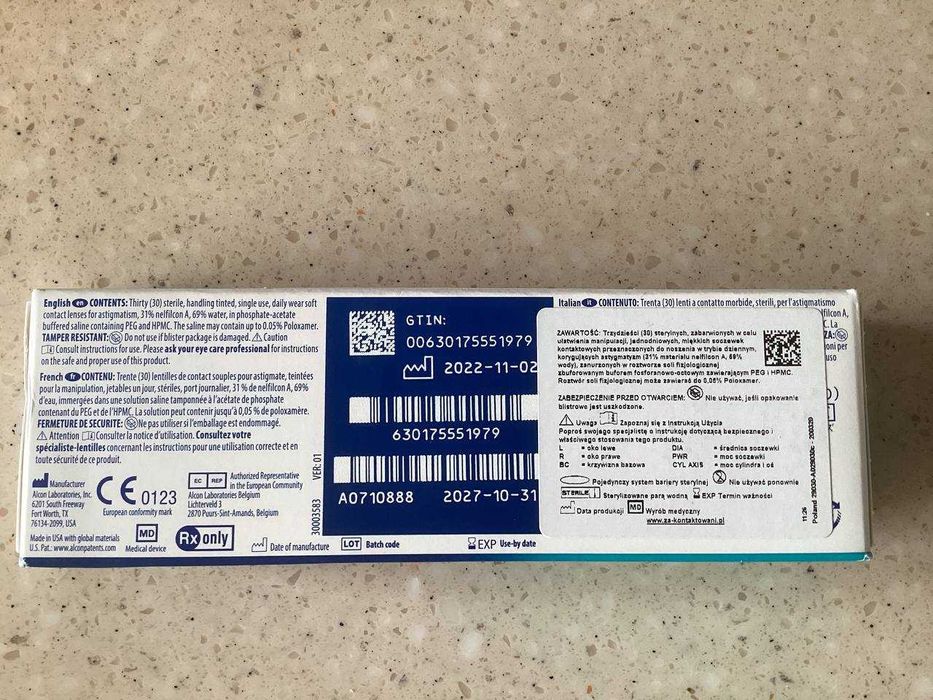 English en CONTENTS: Thirty (30) sterile, handling tinted, single use, daily wear soft
contact lenses for astigmatism, 31% nelfilcon A, 69% water, in phosphate-acetate
buffered saline containing PEG and HPMC. The saline may contain up to 0.05% Poloxamer.
TAMPER RESISTANT: Do not use if blister package is damaged. Caution
Consult instructions for use. Please ask your eye care professional for instructions
on the safe and proper use of this product.
French fr CONTENU: Trente (30) lentilles de contact souples pour astigmate, teintées
pour la manipulation, jetables un jour, stériles, port journalier, 31 % de nelfilcon A, 69%
d'eau, immergées dans une solution saline tamponnée à l'acétate de phosphate
contenant du PEG et de l'HPMC. La solution peut contenir jusqu'à 0,05 % de poloxamère.
FERMETURE DE SECURITÉ: Ne pas utiliser si l'emballage est endommagé.
Attention Consulter la notice d'utilisation. Consultez votre
spécialiste-lentilles concernant les instructions pour une utilisation correcte et en
toute sécurité de ce produit.
Manufacturer
Alcon Laboratories, Inc.
6201 South Freeway
Fort Worth, TX
76134-2099, USA
CE 0123
European conformity mark
EC REP
Authorized Representative
in the European Community
Alcon Laboratories Belgium
Lichterveld 3
2870 Puurs-Sint-Amands, Belgium
Made in USA with global materials
U.S. Pat.: www.alconpatents.com
MD
Medical device
Rx only
Date of manufacture
LOT Batch code
EXP Use-by date
30003583 VER: 01
GTIN:
00630175551979
2022-11-02
630175551979
A0710888 2027-10-31
Italian it CONTENUTO: Trenta (30) lenti a contatto morbide, sterili, per l'astigmatismo
ZAWARTOŚĆ: Trzydzieści (30) sterylnych, zabarwionych w celu
ułatwienia manipulacji, jednodniowych, miękkich soczewek
kontaktowych przeznaczonych do noszenia w trybie dziennym,
korygujących astygmatyzm (31% materiału nelfilcon A, 69%
wody), zanurzonych w roztworze soli fizjologicznej
zbuforowanym buforem fosforanowo-octowym zawierającym PEG i HPMC.
Roztwór soli fizjologicznej może zawierać do 0,05% Poloxamer.
ZABEZPIECZENIE PRZED OTWARCIEM: Nie używać, jeśli opakowanie
blistrowe jest uszkodzone.
Uwaga Zapoznaj się z Instrukcją Użycia
Poproś swojego specjalistę o instrukcję dotyczącą bezpiecznego i
właściwego stosowania tego produktu.
L = oko lewe DIA = średnica soczewki
R = oko prawe PWR = moc soczewki
BC = krzywizna bazowa CYL AXIS = moc cylindra i oś
Pojedynczy system bariery sterylnej Nie używać ponownie
STERILE Sterylizowane parą wodną EXP Termin ważności
Data produkcji MD Wyrób medyczny
www.za-kontaktowani.pl
11:26
Poland